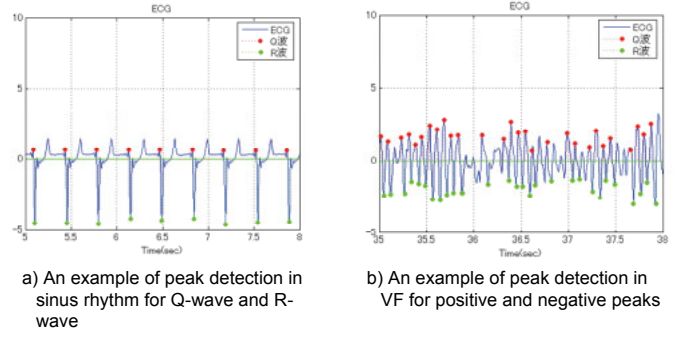 ECG
10
5
0
-5
5
5.5
6
6.5
7
7.5
8
Time(sec)
ECG
Q波
R波
a) An example of peak detection in
sinus rhythm for Q-wave and R-
wave
ECG
10
5
0
-5
35
35.5
36
36.5
37
37.5
38
Time(sec)
ECG
Q波
R波
b) An example of peak detection in
VF for positive and negative peaks